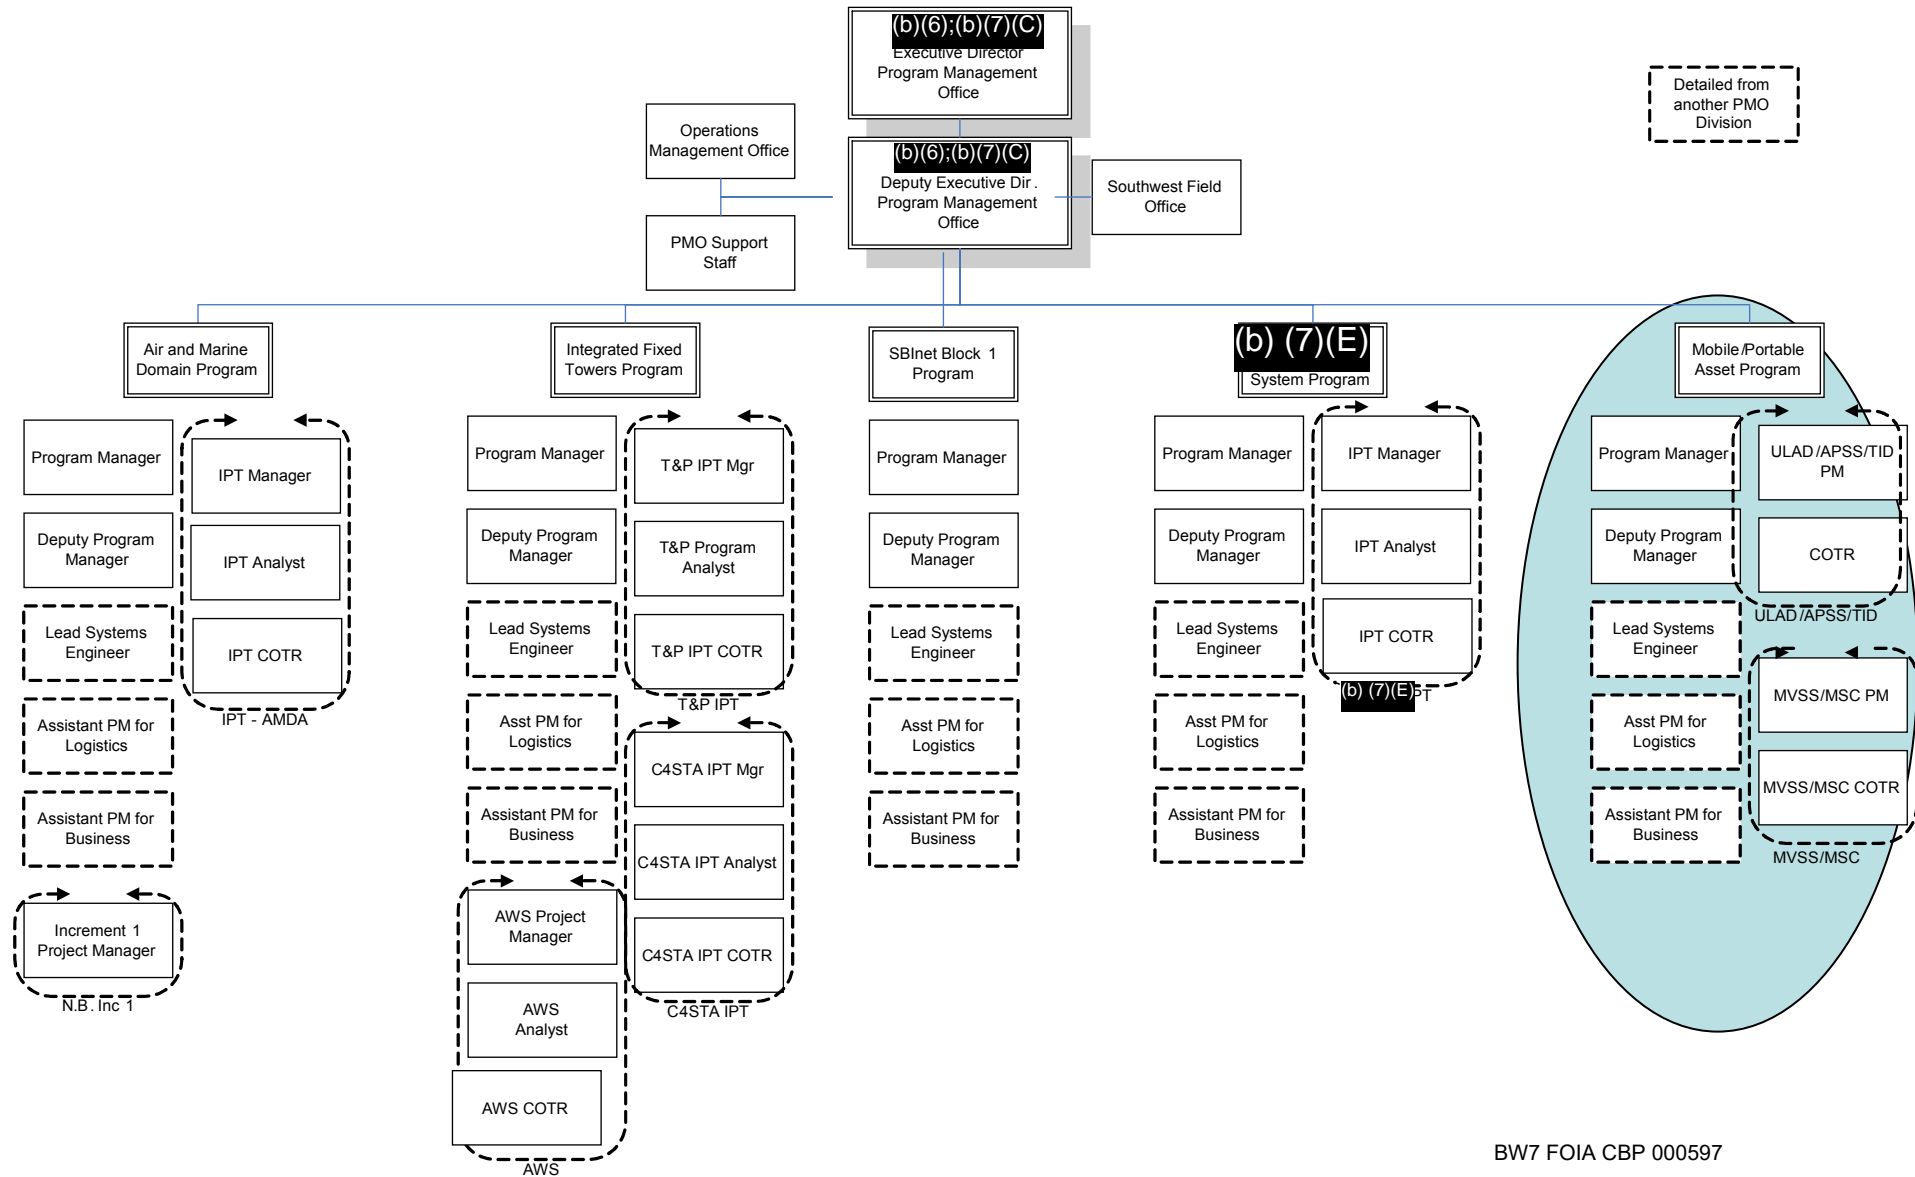 (b)(6);(b)(7)(C)
Executive Director
Program Management
Office
Detailed from
another PMO
Division
Operations
Management Office
(b)(6);(b)(7)(C)
Deputy Executive Dir.
Program Management
Office
Southwest Field
Office
PMO Support
Staff
Air and Marine
Domain Program
Integrated Fixed
Towers Program
SBInet Block 1
Program
(b) (7)(E)
System Program
Mobile/Portable
Asset Program
Program Manager
Deputy Program
Manager
Lead Systems
Engineer
Assistant PM for
Logistics
Assistant PM for
Business
Increment 1
Project Manager
N.B. Inc 1
IPT Manager
IPT Analyst
IPT COTR
IPT - AMDA
Program Manager
Deputy Program
Manager
Lead Systems
Engineer
Asst PM for
Logistics
Assistant PM for
Business
AWS Project
Manager
AWS
Analyst
AWS COTR
AWS
T&P IPT Mgr
T&P Program
Analyst
T&P IPT COTR
T&P IPT
C4STA IPT Mgr
C4STA IPT Analyst
C4STA IPT COTR
C4STA IPT
Program Manager
Deputy Program
Manager
Lead Systems
Engineer
Asst PM for
Logistics
Assistant PM for
Business
Program Manager
Deputy Program
Manager
Lead Systems
Engineer
Asst PM for
Logistics
Assistant PM for
Business
IPT Manager
IPT Analyst
IPT COTR
(b) (7)(E) PT
Program Manager
Deputy Program
Manager
Lead Systems
Engineer
Asst PM for
Logistics
Assistant PM for
Business
ULAD/APSS/TID
PM
COTR
ULAD/APSS/TID
MVSS/MSC PM
MVSS/MSC COTR
MVSS/MSC
BW7 FOIA CBP 000597